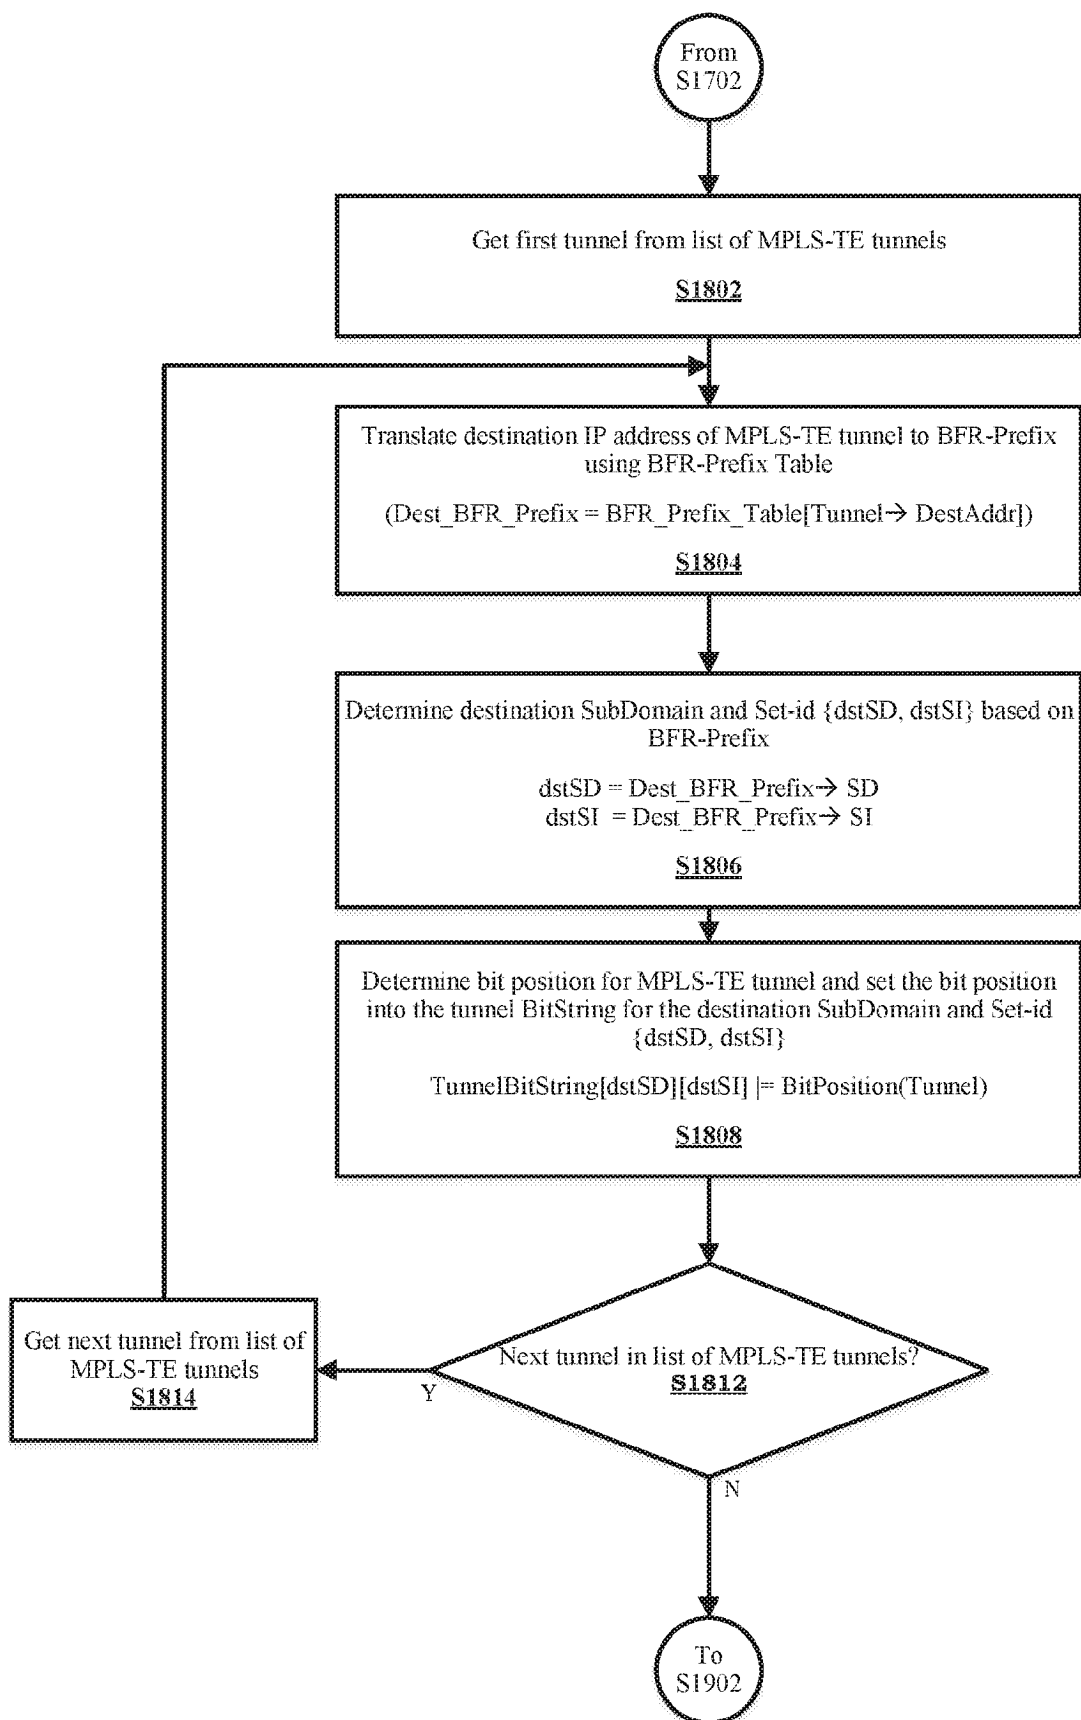 From
S1702
Get first tunnel from list of MPLS-TE tunnels
S1802
Translate destination IP address of MPLS-TE tunnel to BFR-Prefix
using BFR-Prefix Table
(Dest_BFR_Prefix = BFR_Prefix_Table[Tunnel→ DestAddr])
S1804
Determine destination SubDomain and Set-id {dstSD, dstSI} based on
BFR-Prefix
dstSD = Dest_BFR_Prefix→ SD
dstSI = Dest_BFR_Prefix→ SI
S1806
Determine bit position for MPLS-TE tunnel and set the bit position
into the tunnel BitString for the destination SubDomain and Set-id
{dstSD, dstSI}
TunnelBitString[dstSD][dstSI] |= BitPosition(Tunnel)
S1808
Next tunnel in list of MPLS-TE tunnels?
S1812
Y
Get next tunnel from list of
MPLS-TE tunnels
S1814
N
To
S1902